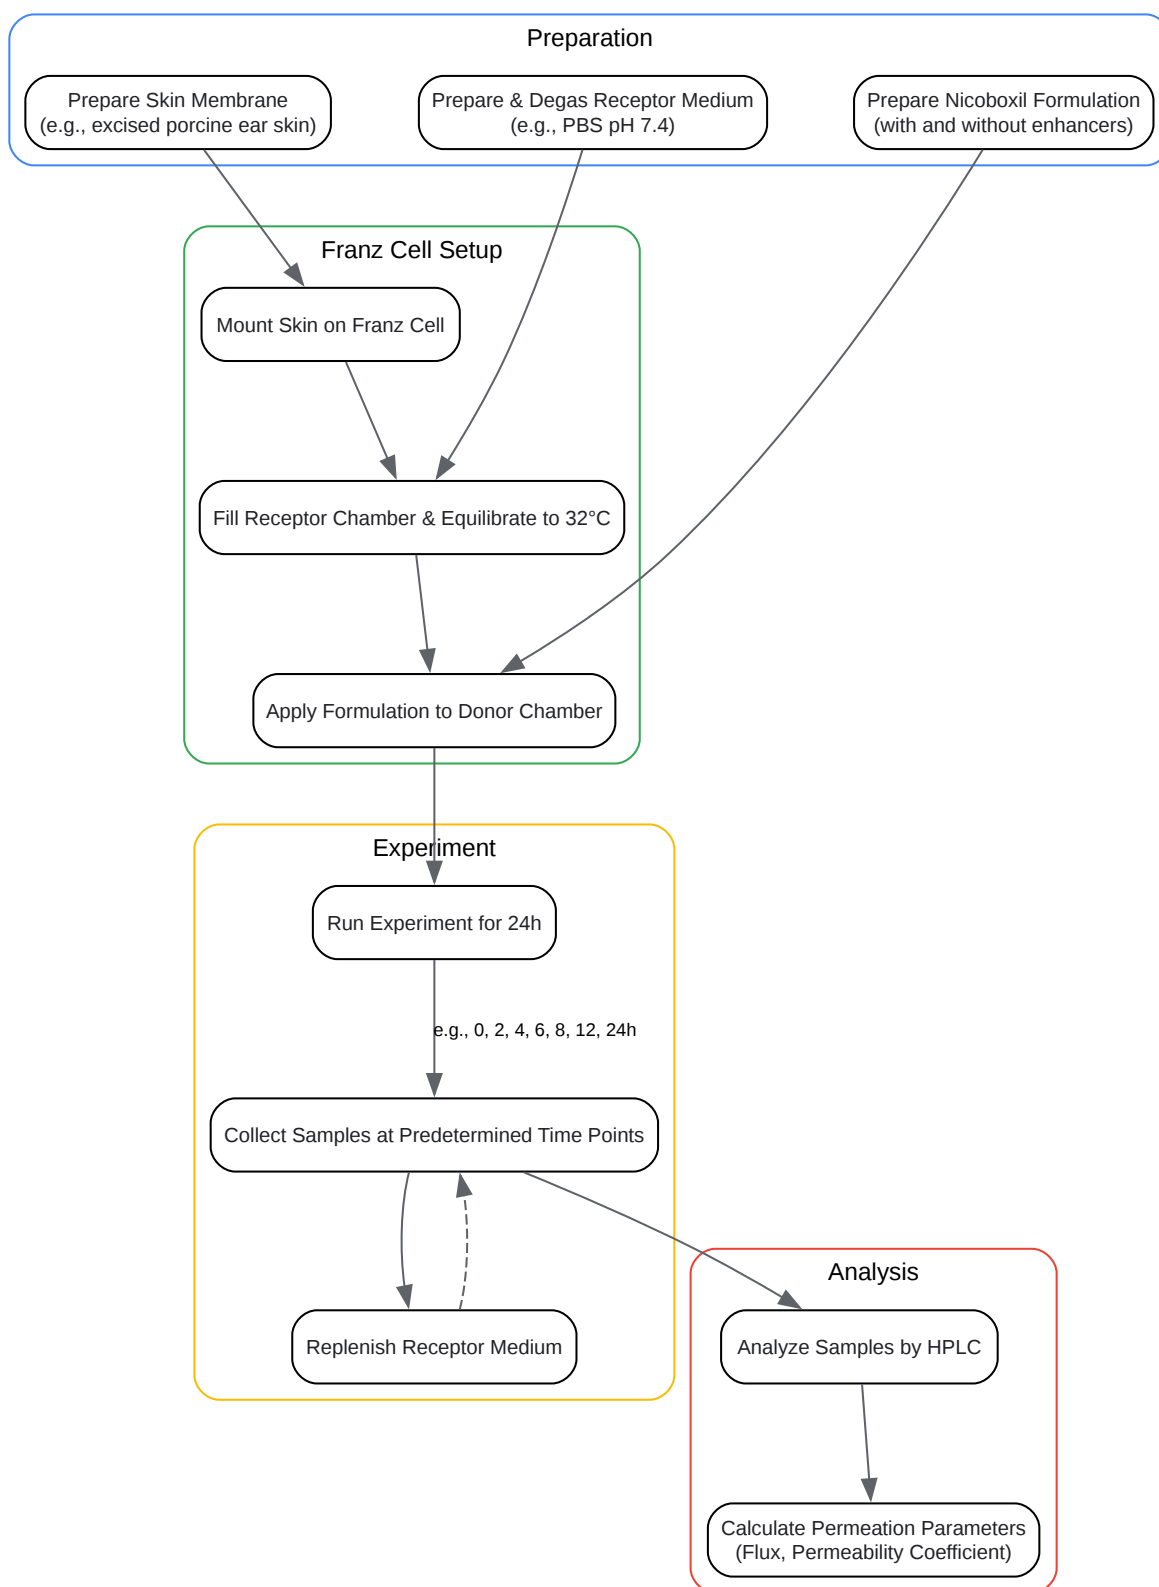 Preparation
Prepare Skin Membrane
(e.g., excised porcine ear skin)
Prepare & Degas Receptor Medium
(e.g., PBS pH 7.4)
Prepare Nicoboxil Formulation
(with and without enhancers)
Franz Cell Setup
Mount Skin on Franz Cell
Fill Receptor Chamber & Equilibrate to 32°C
Apply Formulation to Donor Chamber
Experiment
Run Experiment for 24h
e.g., 0, 2, 4, 6, 8, 12, 24h
Collect Samples at Predetermined Time Points
Replenish Receptor Medium
Analysis
Analyze Samples by HPLC
Calculate Permeation Parameters
(Flux, Permeability Coefficient)